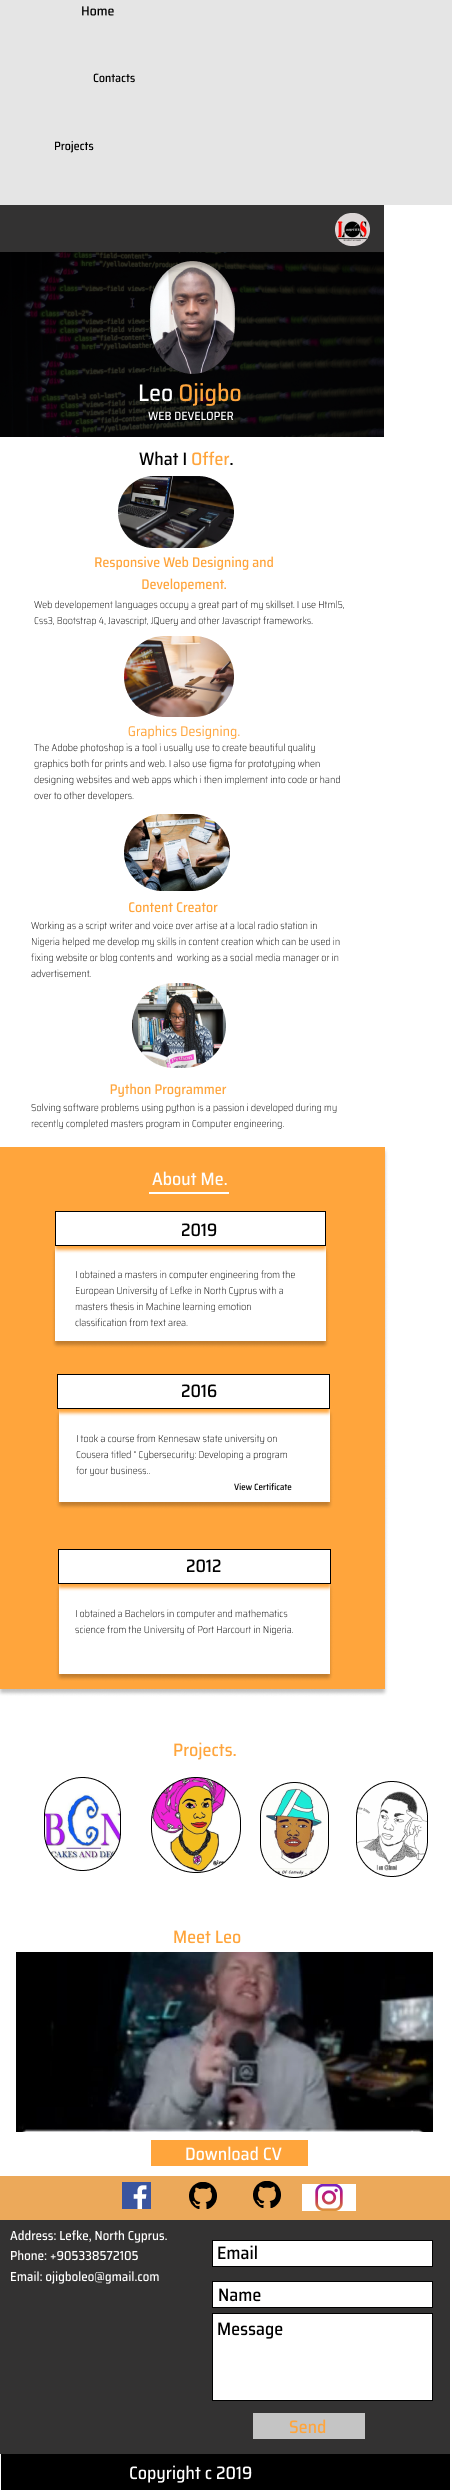 Home
Contacts
Projects
Leo Ojigbo
WEB DEVELOPER
What I Offer.
Responsive Web Designing and
Developement.
Web developement languages occupy a great part of my skillset. I use Html5,
Css3, Bootstrap 4, Javascript, JQuery and other Javascript frameworks.
Graphics Designing.
The Adobe photoshop is a tool i usually use to create beautiful quality
graphics both for prints and web. I also use figma for prototyping when
designing websites and web apps which i then implement into code or hand
over to other developers.
Content Creator
Working as a script writer and voice over artise at a local radio station in
Nigeria helped me develop my skills in content creation which can be used in
fixing website or blog contents and working as a social media manager or in
advertisement.
Python Programmer
Solving software problems using python is a passion i developed during my
recently completed masters program in Computer engineering.
About Me.
2019
I obtained a masters in computer engineering from the
European University of Lefke in North Cyprus with a
masters thesis in Machine learning emotion
classification from text area.
2016
I took a course from Kennesaw state university on
Cousera titled " Cybersecurity: Developing a program
for your business..
View Certificate
2012
I obtained a Bachelors in computer and mathematics
science from the University of Port Harcourt in Nigeria.
Projects.
BCN
CAKES AND DE
Meet Leo
Download CV
Address: Lefke, North Cyprus.
Phone: +905338572105
Email: ojigboleo@gmail.com
Email
Name
Message
Send
Copyright c 2019